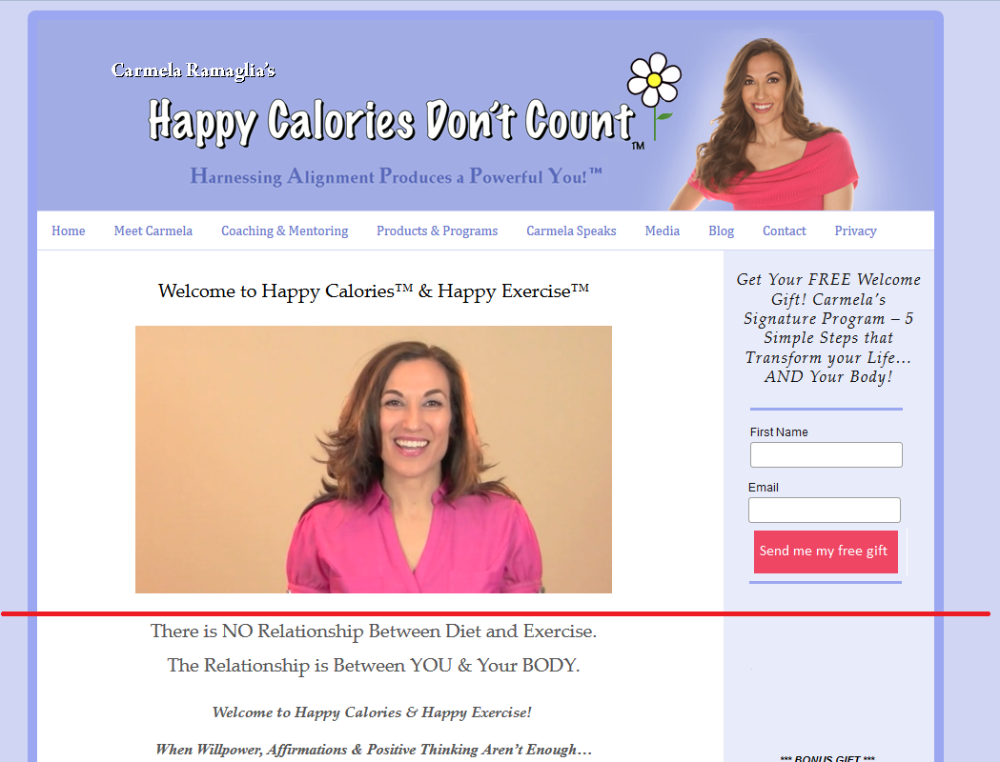 Carmela Ramaglia's
Happy Calories Don't Count™
Harnessing Alignment Produces a Powerful You!™
Home Meet Carmela Coaching & Mentoring Products & Programs Carmela Speaks Media Blog Contact Privacy
Welcome to Happy Calories™ & Happy Exercise™
There is NO Relationship Between Diet and Exercise.
The Relationship is Between YOU & Your BODY.
Welcome to Happy Calories & Happy Exercise!
When Willpower, Affirmations & Positive Thinking Aren't Enough…
Get Your FREE Welcome
Gift! Carmela's
Signature Program – 5
Simple Steps that
Transform your Life…
AND Your Body!
First Name
Email
Send me my free gift
*** BONUS GIFT ***